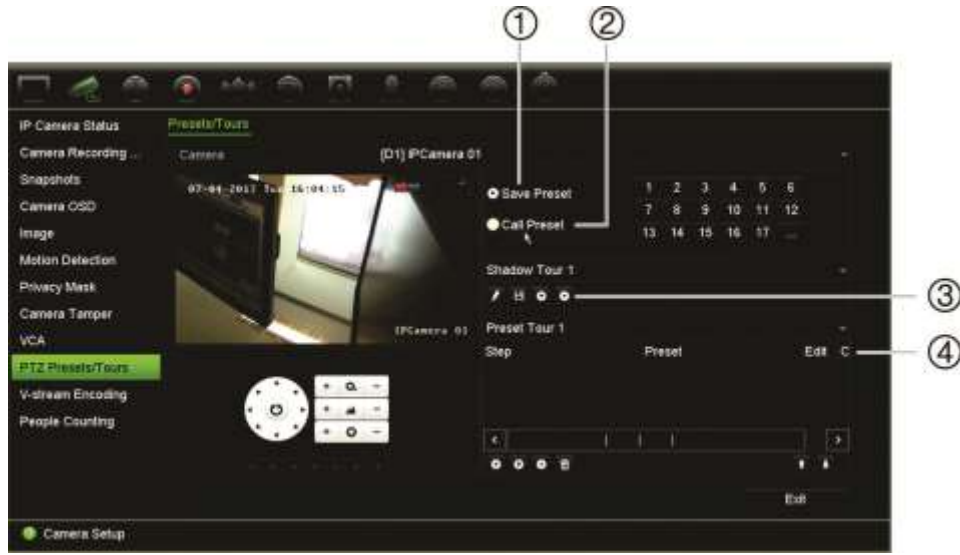 ① ②
IP Camera Status
Presets/Tours
Camera Recording ...
Camera
[D1] IPCamera 01
Snapshots
07-04-2017 Tue 16:04:15
Save Preset
1 2 3 4 5 6
Camera OSD
7 8 9 10 11 12
Call Preset
Image
13 14 15 16 17 ...
Motion Detection
Shadow Tour 1
Privacy Mask
③
Camera Tamper
IPCamera 01
Preset Tour 1
VCA
Step Preset Edit C
④
PTZ Presets/Tours
V-stream Encoding
People Counting
Exit
Camera Setup